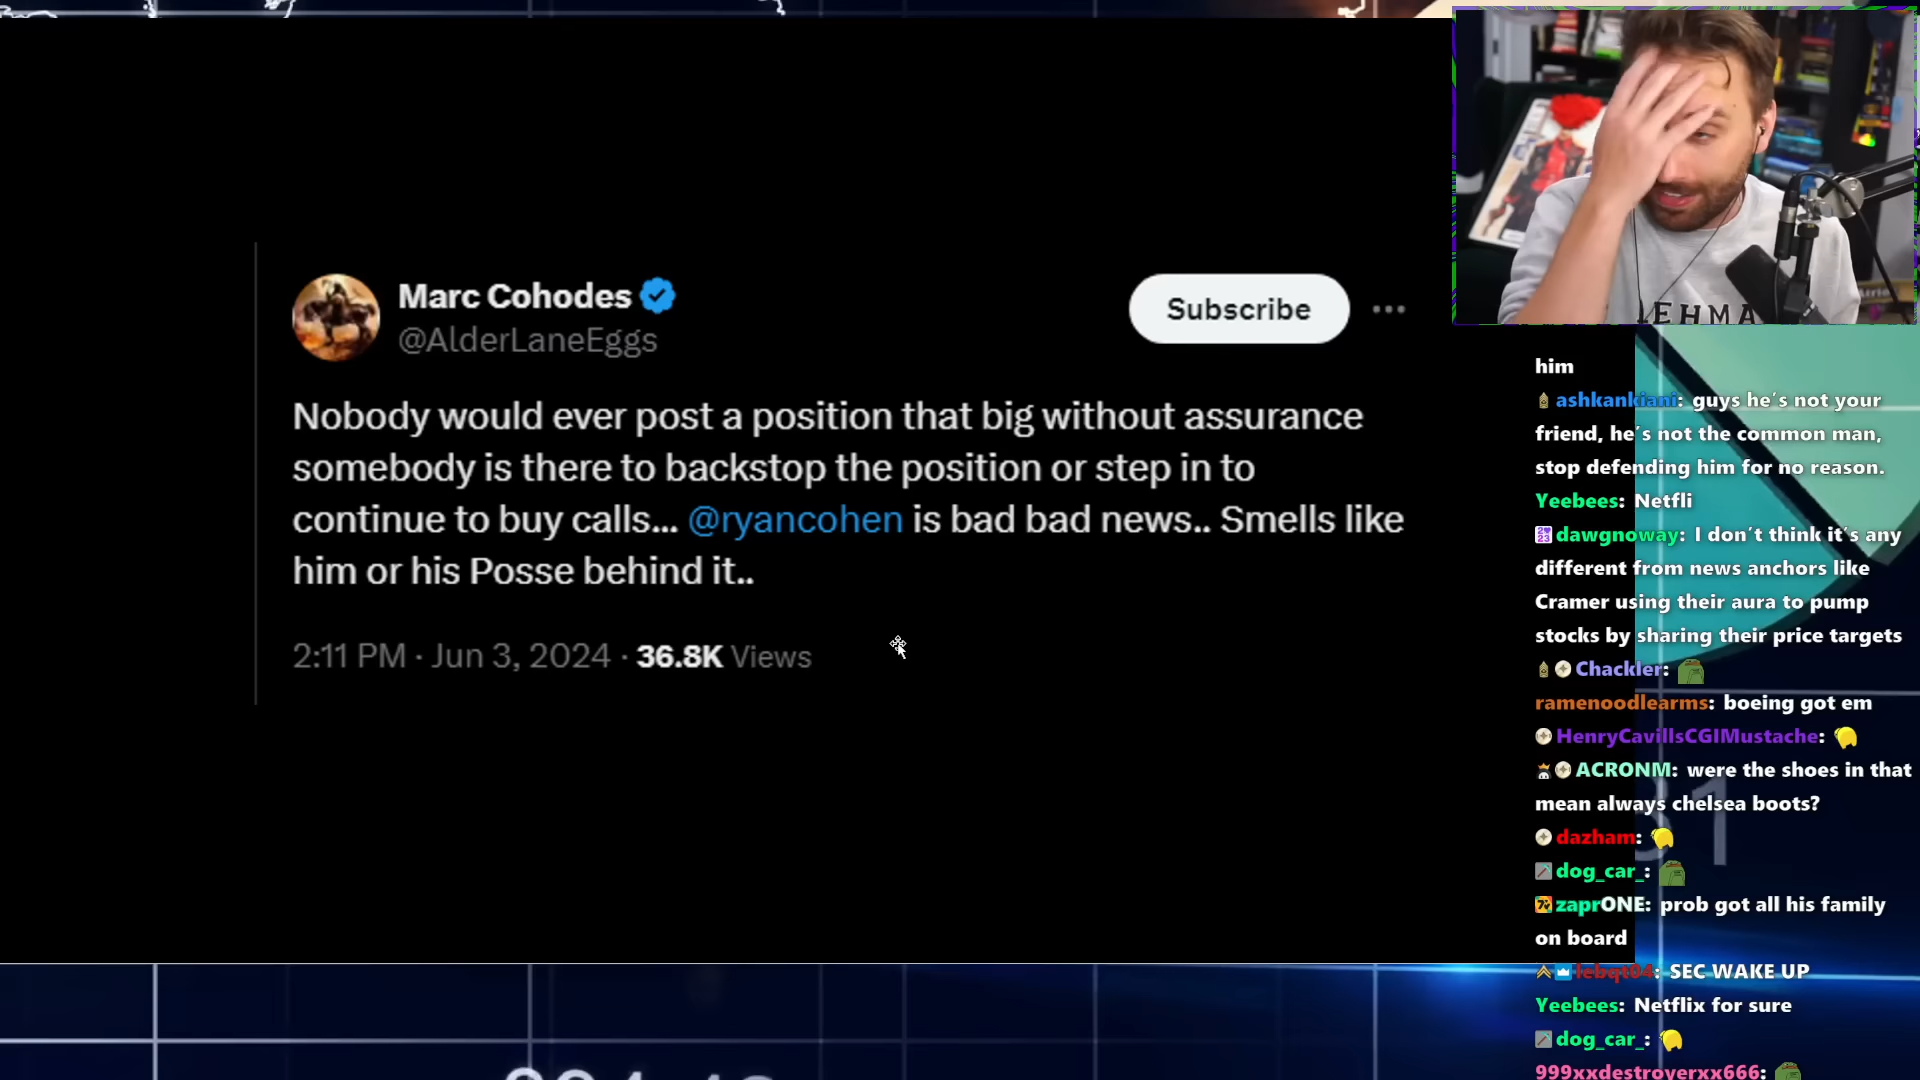 Marc Cohodes
@AlderLaneEggs
Subscribe
Nobody would ever post a position that big without assurance
somebody is there to backstop the position or step in to
continue to buy calls... @ryancohen is bad bad news.. Smells like
him or his Posse behind it..
2:11 PM · Jun 3, 2024 · 36.8K Views
LEHMA
him
ashkankiani: guys he's not your
friend, he's not the common man,
stop defending him for no reason.
Yeebees: Netfli
dawgnoway: I don't think it's any
different from news anchors like
Cramer using their aura to pump
stocks by sharing their price targets
Chackler:
ramenoodlearms: boeing got em
HenryCavillsCGIMustache:
ACRONM: were the shoes in that
mean always chelsea boots?
dazham:
dog_car_:
zaprONE: prob got all his family
on board
lebqt04: SEC WAKE UP
Yeebees: Netflix for sure
dog_car_:
999xxdestroyerxx666: